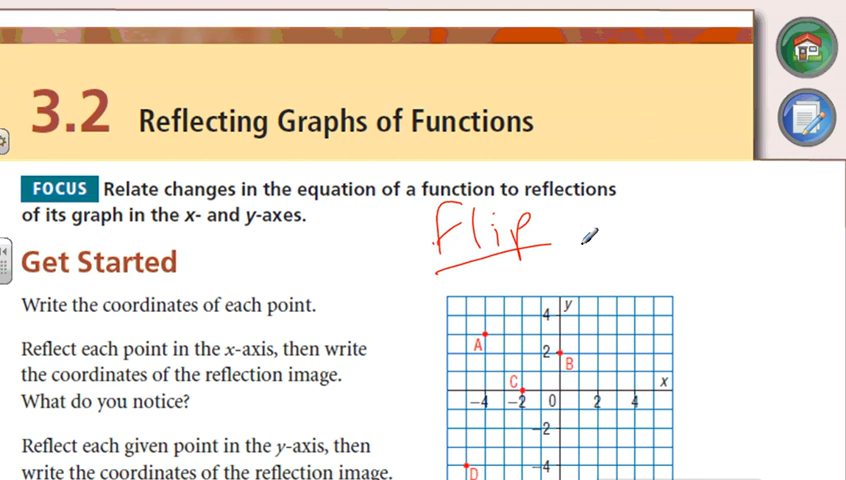 3.2 Reflecting Graphs of Functions
FOCUS Relate changes in the equation of a function to reflections
of its graph in the x- and y-axes.
Flip
Get Started
Write the coordinates of each point.
Reflect each point in the x-axis, then write
the coordinates of the reflection image.
What do you notice?
Reflect each given point in the y-axis, then
write the coordinates of the reflection image.
y
4
A
2
B
C
x
−4 −2 0 2 4
−2
−4
D